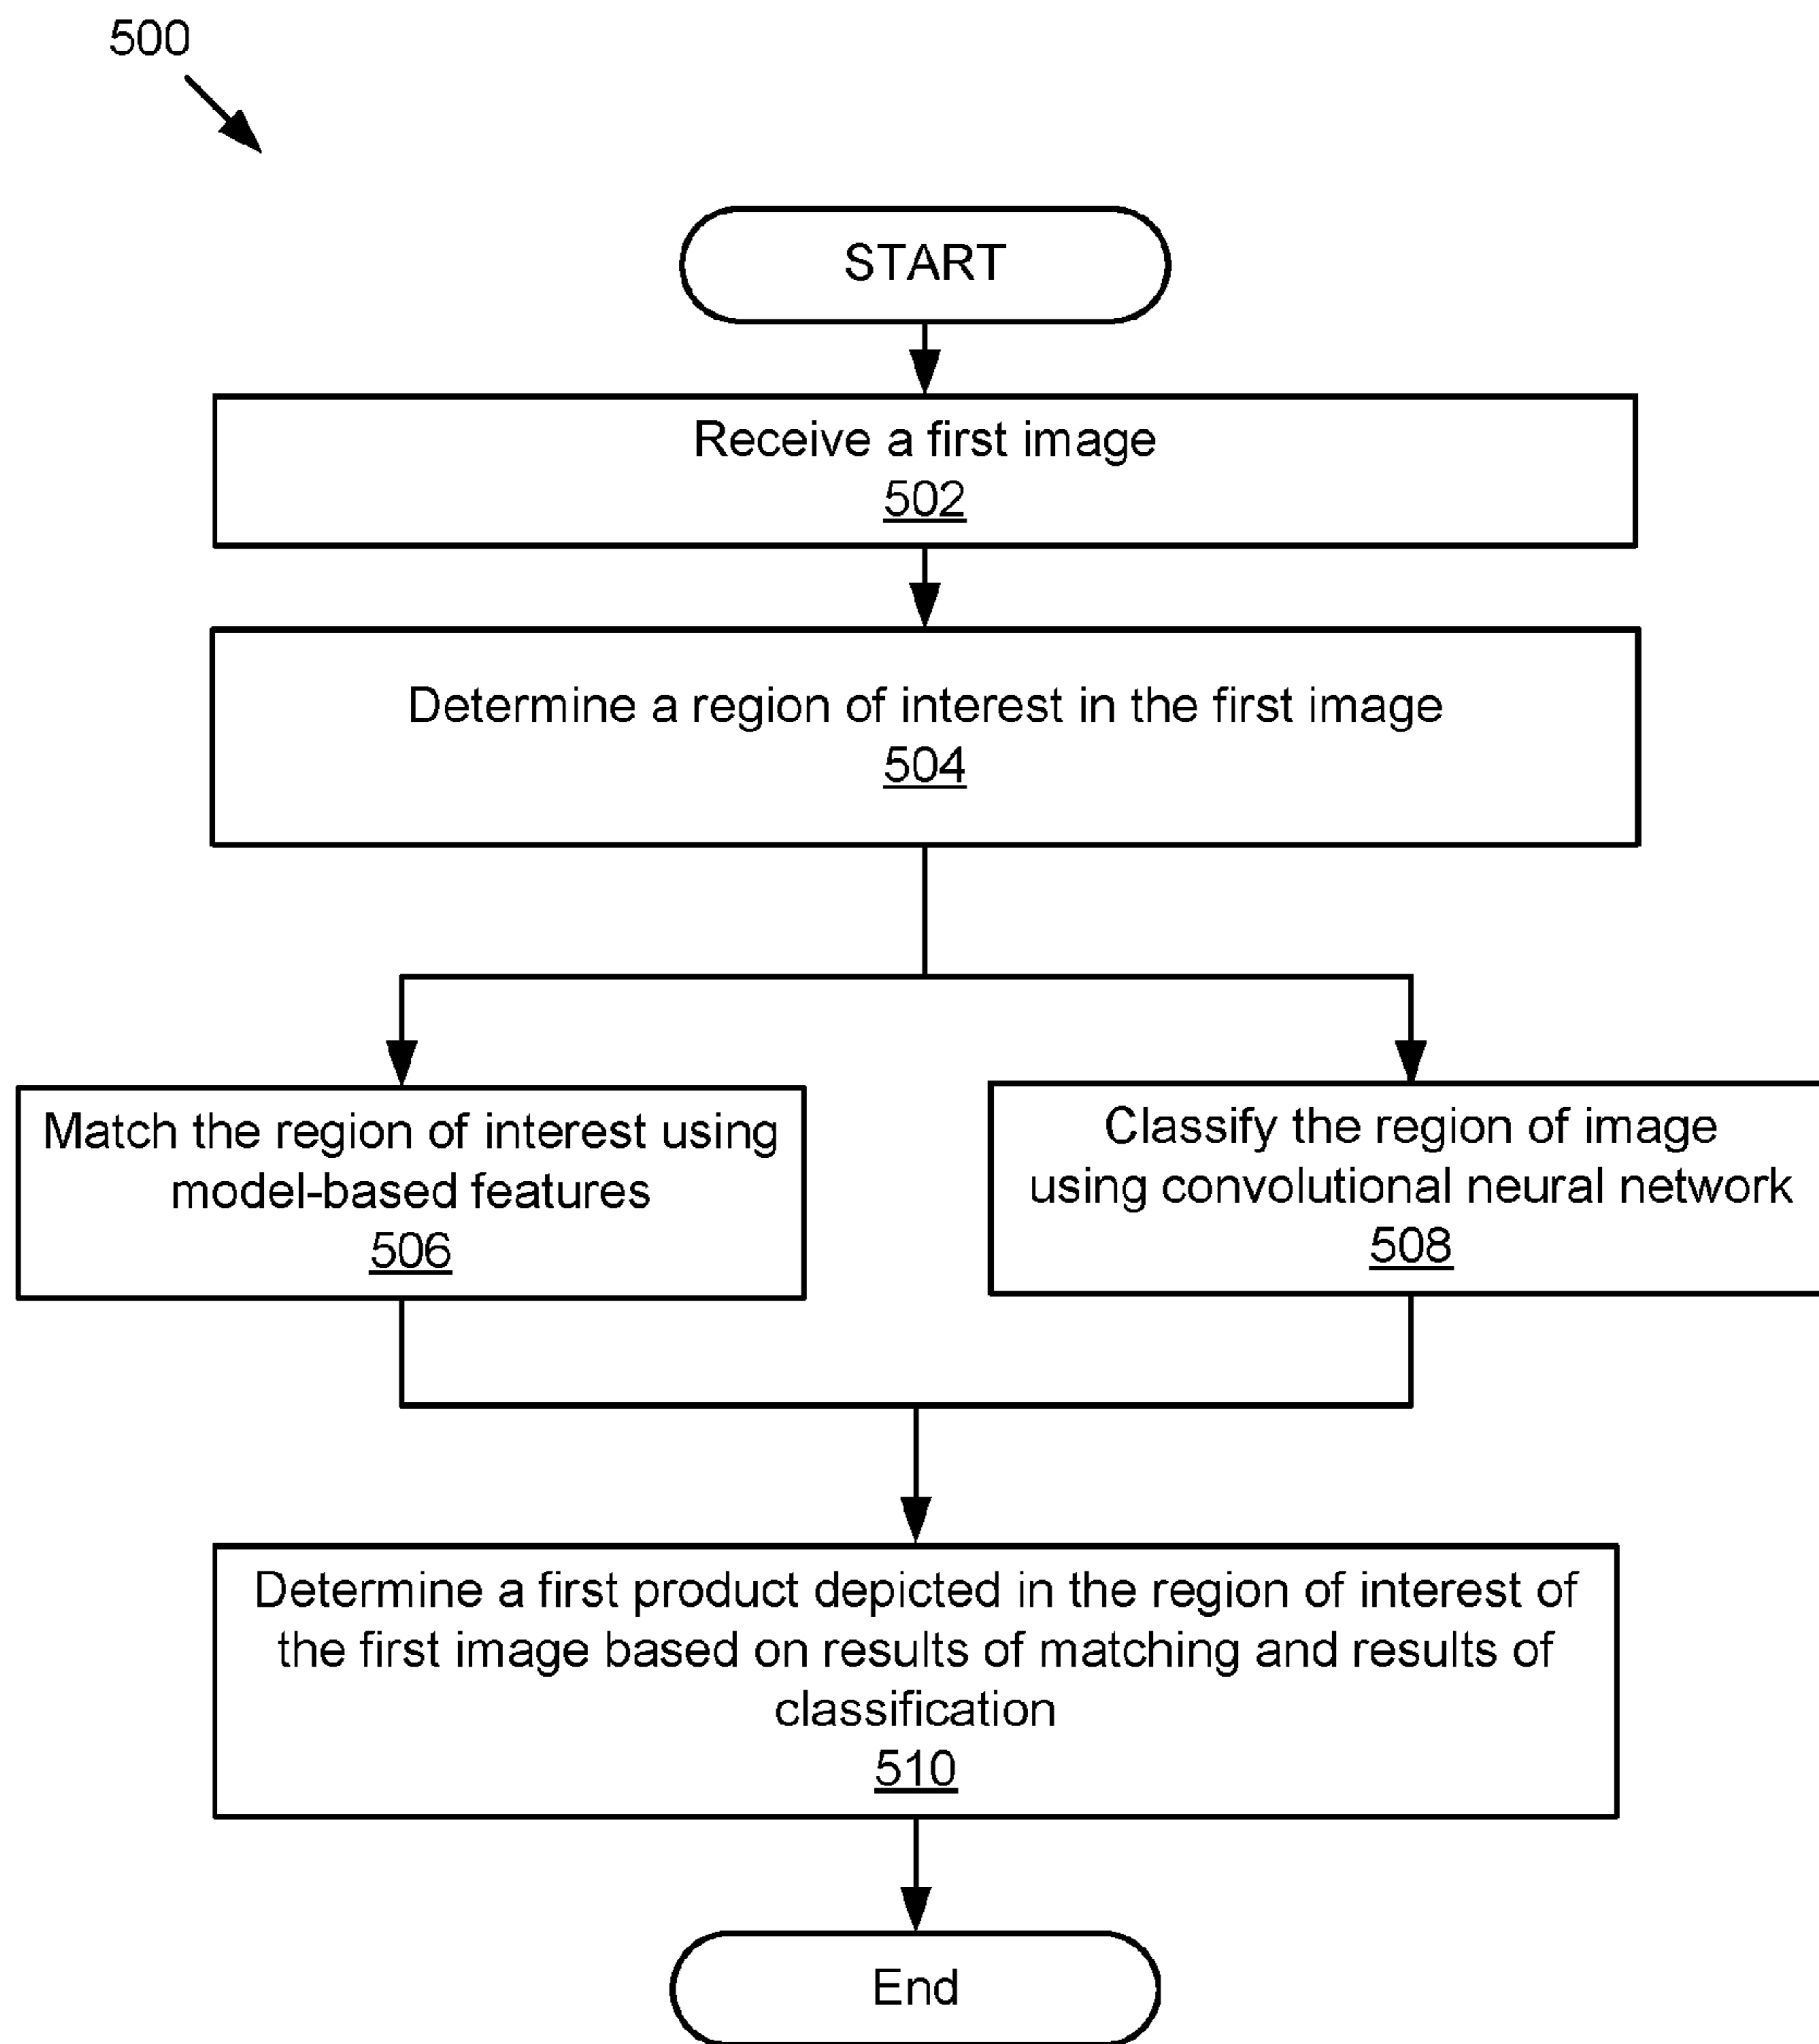 500
START
Receive a first image
502
Determine a region of interest in the first image
504
Match the region of interest using
model-based features
506
Classify the region of image
using convolutional neural network
508
Determine a first product depicted in the region of interest of
the first image based on results of matching and results of
classification
510
End